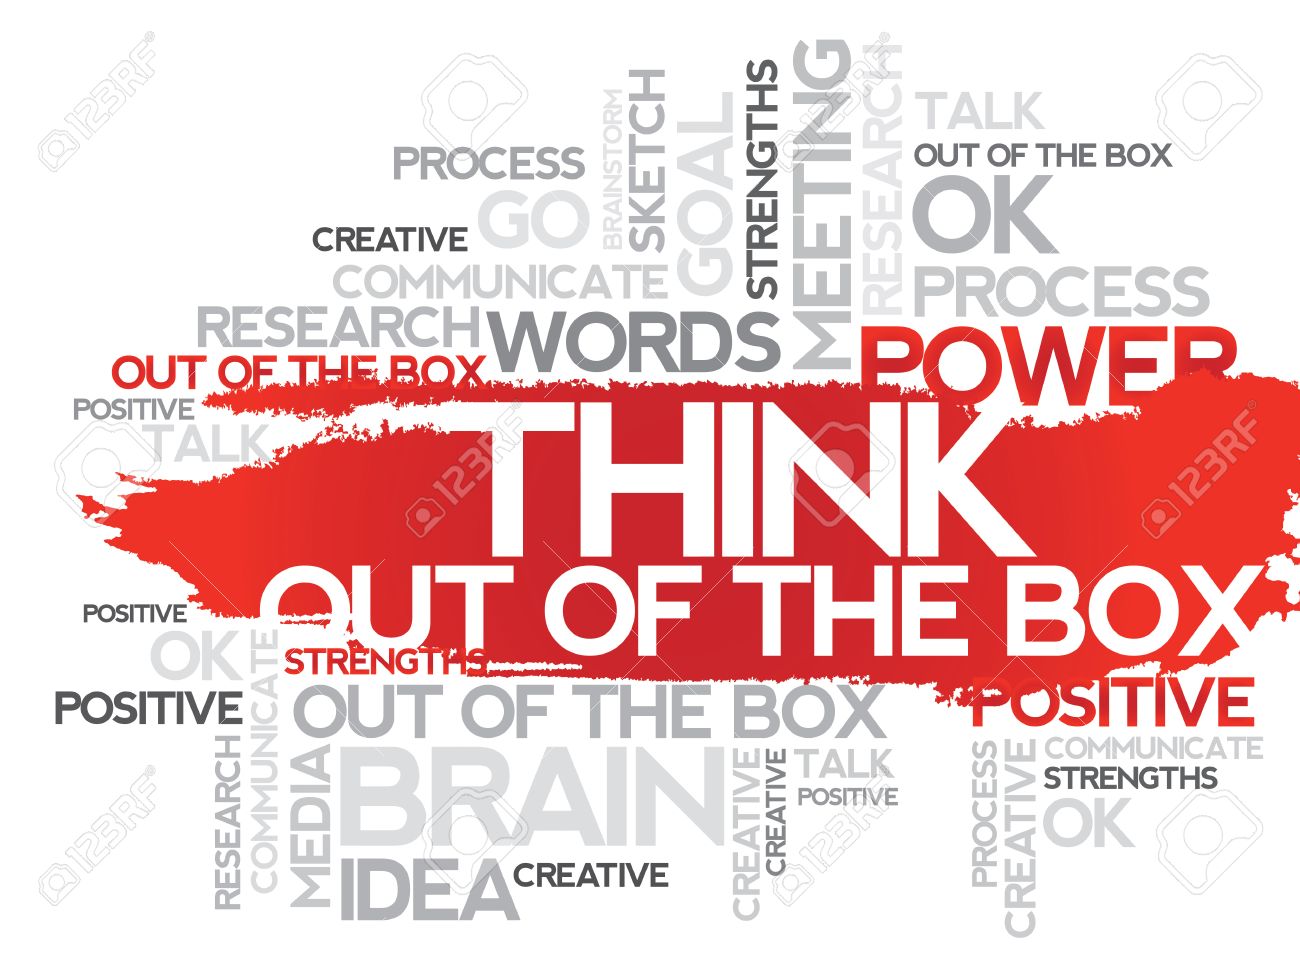 PROCESS
GO
CREATIVE
COMMUNICATE
RESEARCH
OUT OF THE BOX
POSITIVE
TALK
BRAINSTORM
SKETCH
GOAL
STRENGTHS
WORDS
MEETING
RESEARCH
TALK
OUT OF THE BOX
OK
PROCESS
POWER
THINK
OUT OF THE BOX
POSITIVE
OK
STRENGTHS
POSITIVE
OUT OF THE BOX
POSITIVE
RESEARCH
COMMUNICATE
MEDIA
BRAIN
IDEA
CREATIVE
CREATIVE
CREATIVE
TALK
POSITIVE
PROCESS
CREATIVE
COMMUNICATE
STRENGTHS
OK
123RF
123RF
123RF
123RF
123RF
123RF
123RF
123RF
123RF